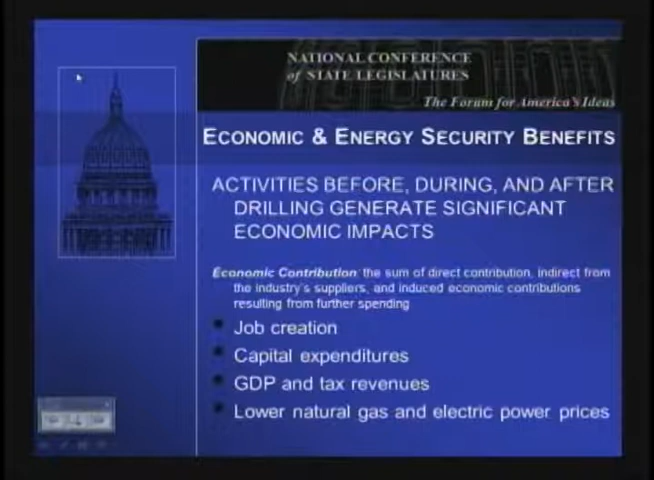 NATIONAL CONFERENCE
of STATE LEGISLATURES
The Forum for America's Ideas
ECONOMIC & ENERGY SECURITY BENEFITS
ACTIVITIES BEFORE, DURING, AND AFTER
DRILLING GENERATE SIGNIFICANT
ECONOMIC IMPACTS
Economic Contribution: the sum of direct contribution, indirect from
the industry's suppliers, and induced economic contributions
resulting from further spending
Job creation
Capital expenditures
GDP and tax revenues
Lower natural gas and electric power prices